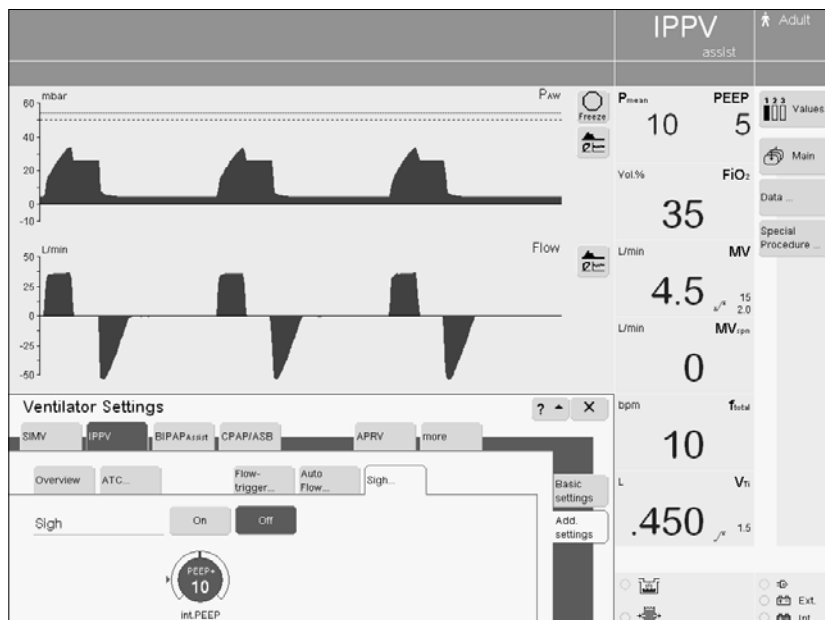 IPPV
assist
Adult
mbar
PAW
60
50
40
20
0
-10
Freeze
Pmean
PEEP
10
5
1 2 3
Values
Main
Vol.%
FiO2
35
Data ...
Special
Procedure ...
L/min
Flow
50
25
0
-25
-50
L/min
MV
4.5
15
2.0
L/min
MVspn
0
Ventilator Settings
?
X
SIMV
IPPV
BIPAPAssist
CPAP/ASB
APRV
more
bpm
ftotal
10
Overview
ATC...
Flow-
trigger...
Auto
Flow...
Sigh...
Basic
settings
Add.
settings
L
VTi
.450
1.5
Sigh
On
Off
PEEP+
10
int.PEEP
Ext.
Int.